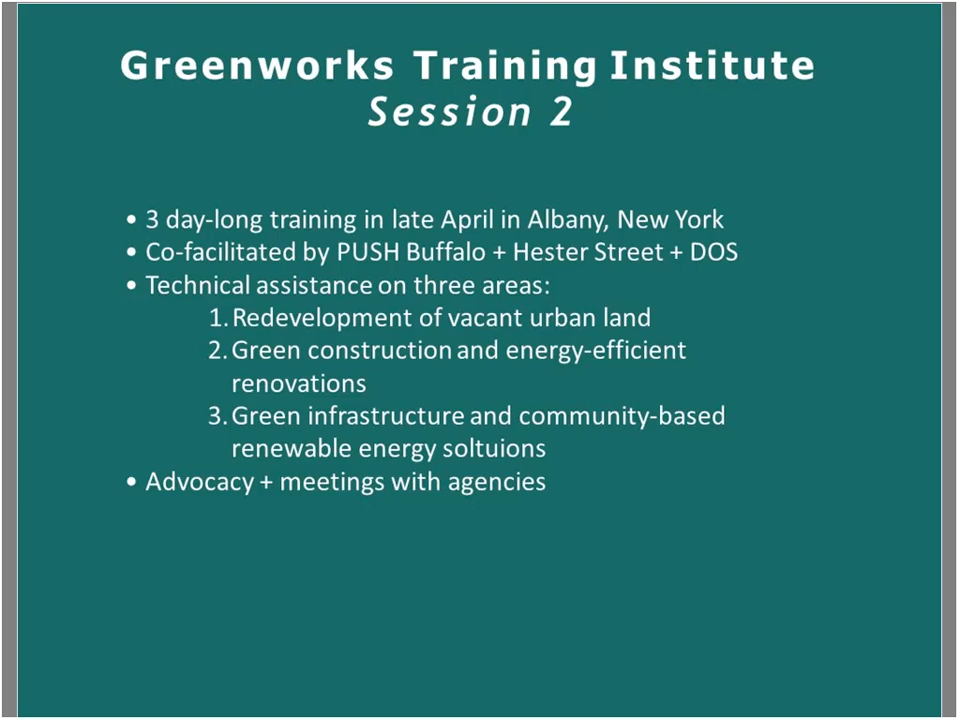 Greenworks Training Institute
Session 2
• 3 day-long training in late April in Albany, New York
• Co-facilitated by PUSH Buffalo + Hester Street + DOS
• Technical assistance on three areas:
1. Redevelopment of vacant urban land
2. Green construction and energy-efficient
renovations
3. Green infrastructure and community-based
renewable energy soltuions
• Advocacy + meetings with agencies